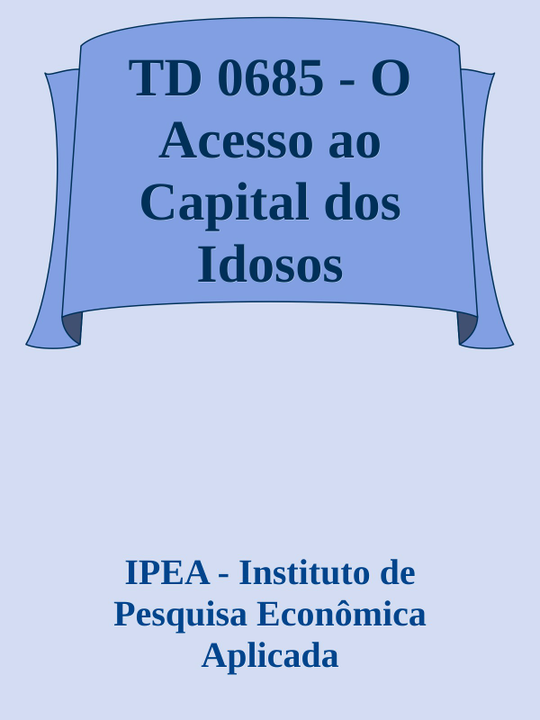 TD 0685 - O
Acesso ao
Capital dos
Idosos
IPEA - Instituto de
Pesquisa Econômica
Aplicada